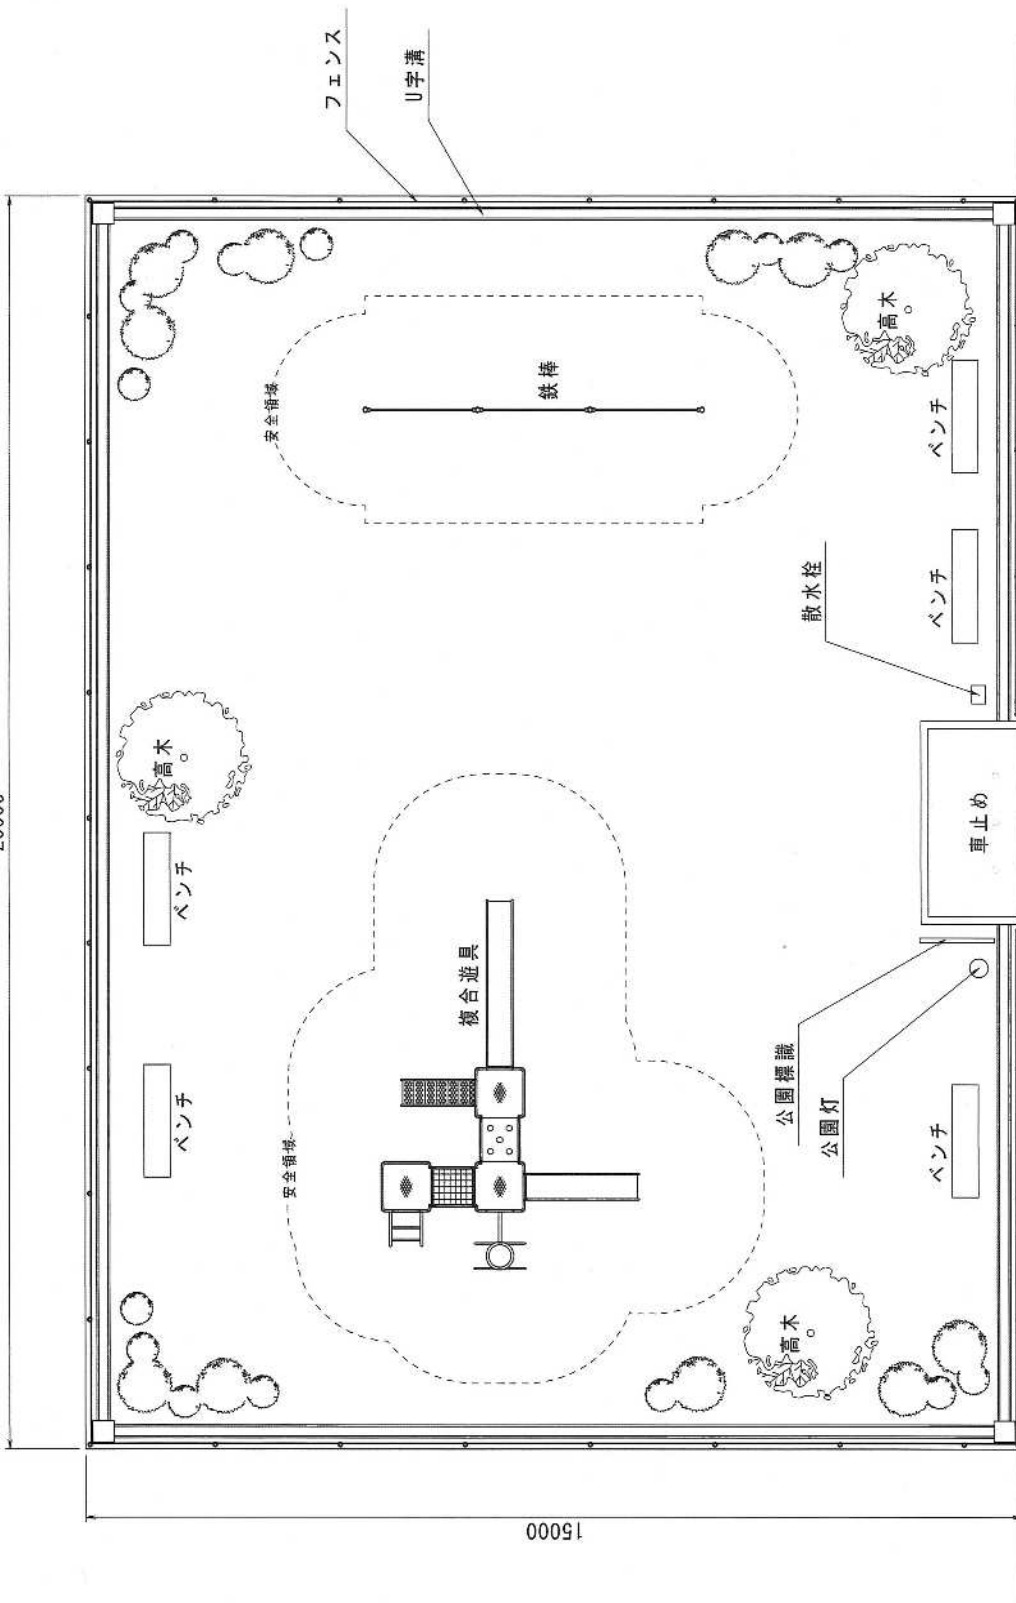 フェンス
U字溝
安全領域
鉄棒
高木
ベンチ
ベンチ
散水栓
高木
ベンチ
車止め
複合遊具
公園標識
公園灯
ベンチ
安全領域
ベンチ
高木
15000